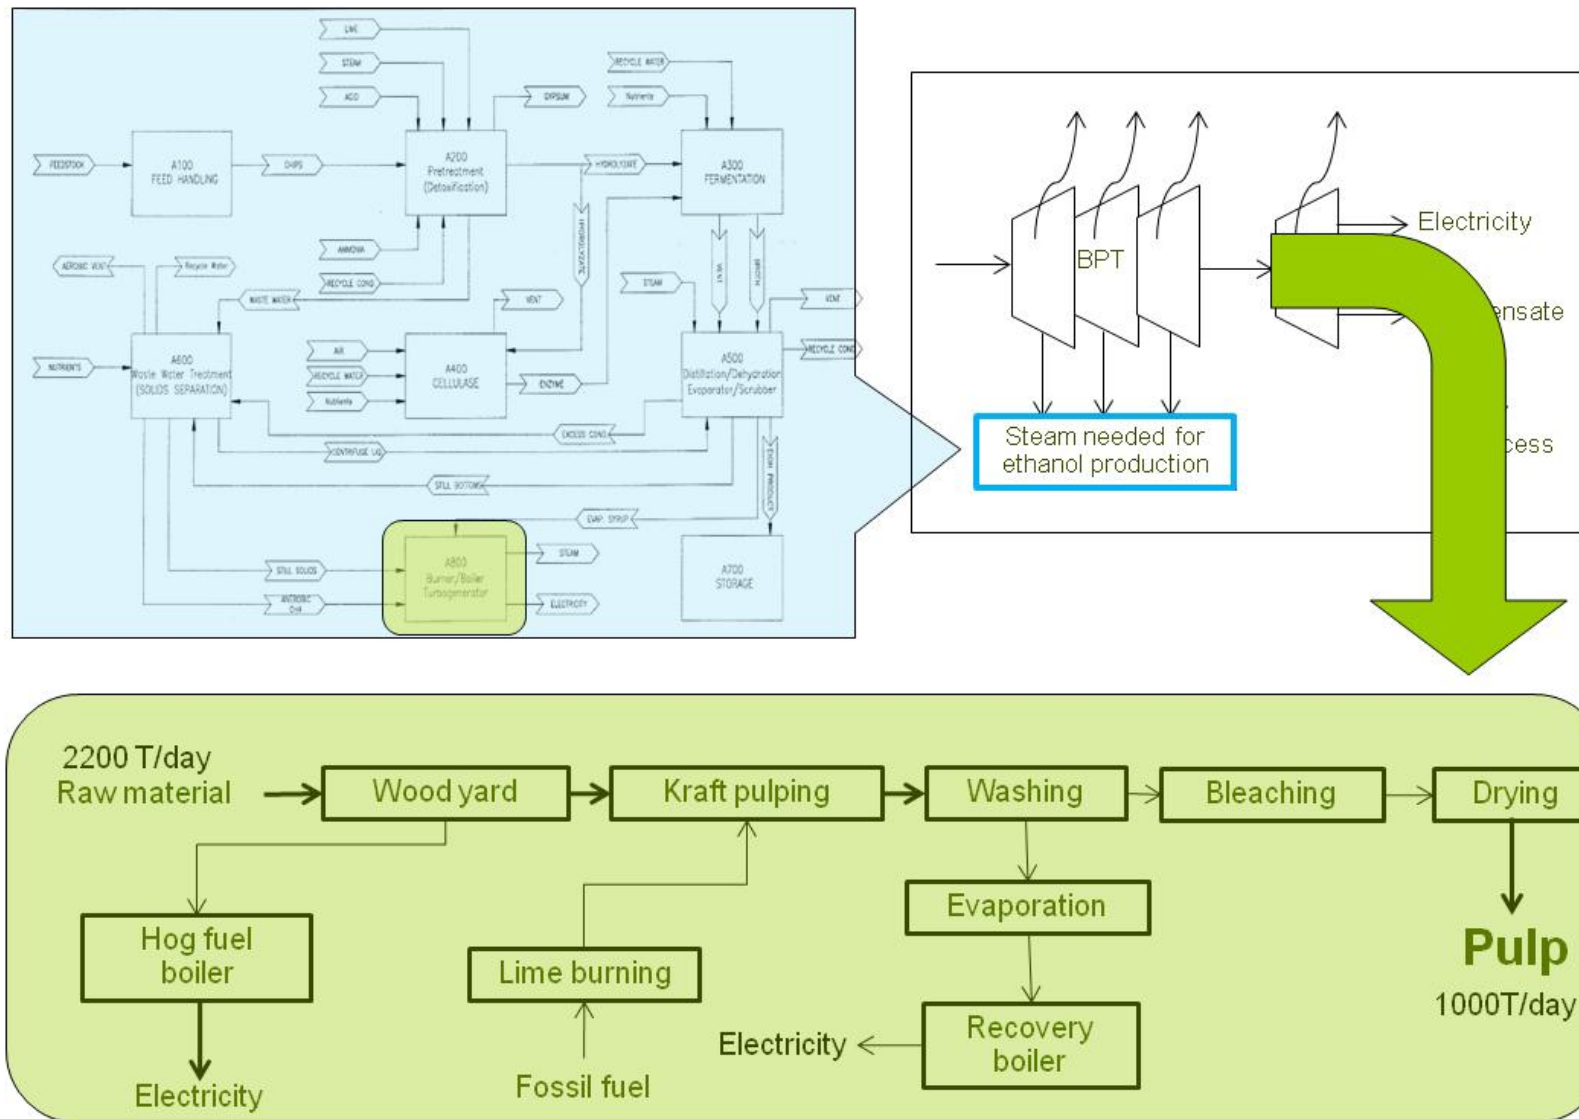 LIME
STEAM
ACID
RECYCLE WATER
Nutrients
GYPSUM
FEEDSTOCK
A100
FEED HANDLING
CHIPS
A200
Pretreatment
(Detoxification)
HYDROLYZATE
A300
FERMENTATION
AMMONIA
RECYCLE COND
HYDROLYZATE
AEROBIC VENT
Recycle Water
WASTE WATER
VENT
STEAM
VENT
BROTH
VENT
RECYCLE COND
NUTRIENTS
A600
Waste Water Treatment
(SOLIDS SEPARATION)
AIR
RECYCLE WATER
Nutrients
A400
CELLULASE
ENZYME
A500
Distillation/Dehydration
Evaporator/Scrubber
EXCESS COND
CENTRIFUGE LIQ
STILL BOTTOMS
EVAP. SYRUP
STILL SOLIDS
A800
Burner/Boiler
Turbogenerator
STEAM
ELECTRICITY
A700
STORAGE
BPT
Electricity
ensate
cess
Steam needed for
ethanol production
2200 T/day
Raw material
Wood yard
Kraft pulping
Washing
Bleaching
Drying
Hog fuel
boiler
Electricity
Lime burning
Fossil fuel
Evaporation
Recovery
boiler
Electricity
Pulp
1000T/day